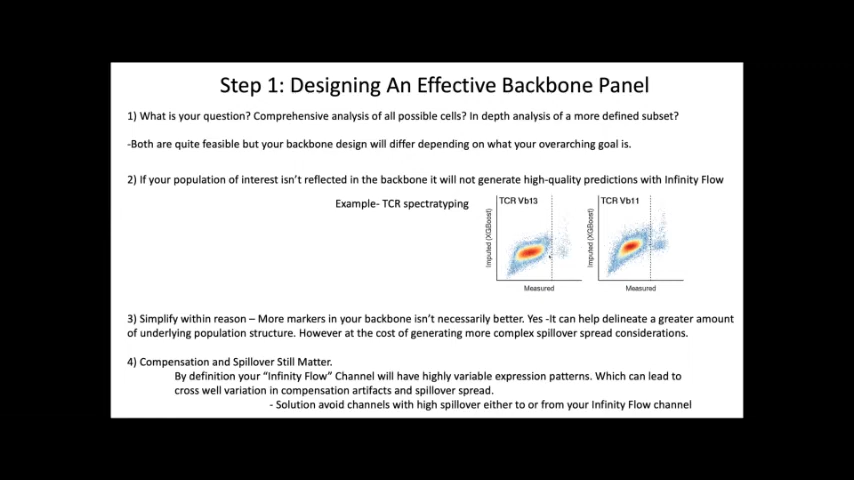 Step 1: Designing An Effective Backbone Panel
1) What is your question? Comprehensive analysis of all possible cells? In depth analysis of a more defined subset?
-Both are quite feasible but your backbone design will differ depending on what your overarching goal is.
2) If your population of interest isn't reflected in the backbone it will not generate high-quality predictions with Infinity Flow
Example- TCR spectratyping
TCR Vb13
Imputed (XGBoost)
Measured
TCR Vb11
Imputed (XGBoost)
Measured
3) Simplify within reason – More markers in your backbone isn't necessarily better. Yes -It can help delineate a greater amount
of underlying population structure. However at the cost of generating more complex spillover spread considerations.
4) Compensation and Spillover Still Matter.
By definition your "Infinity Flow" Channel will have highly variable expression patterns. Which can lead to
cross well variation in compensation artifacts and spillover spread.
- Solution avoid channels with high spillover either to or from your Infinity Flow channel